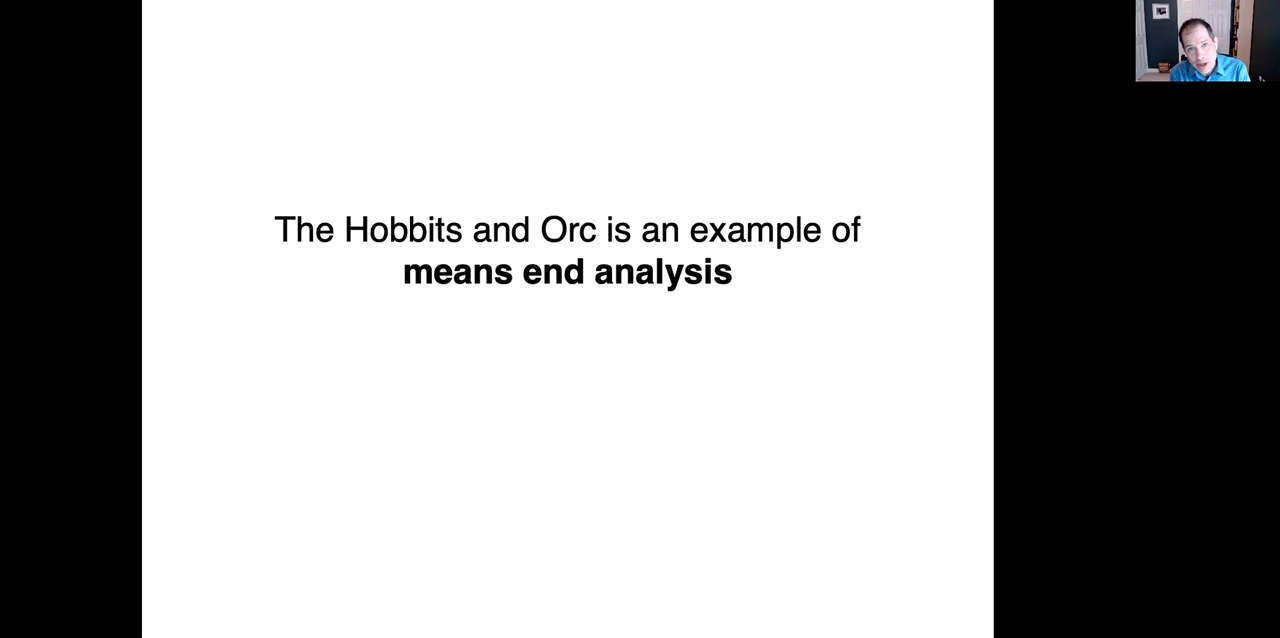 The Hobbits and Orc is an example of
means end analysis